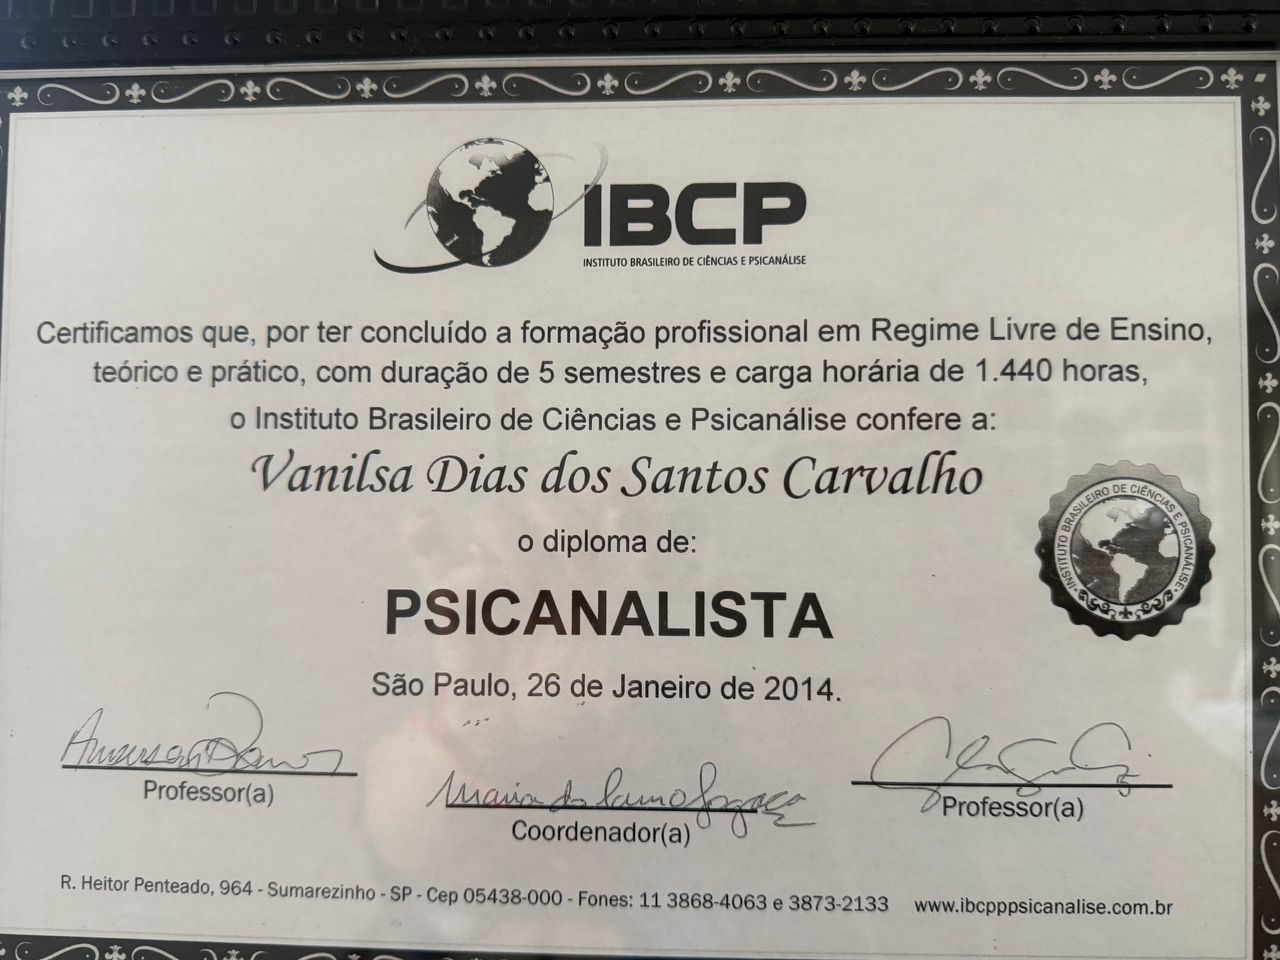 IBCP
INSTITUTO BRASILEIRO DE CIÊNCIAS E PSICANÁLISE
Certificamos que, por ter concluído a formação profissional em Regime Livre de Ensino,
teórico e prático, com duração de 5 semestres e carga horária de 1.440 horas,
o Instituto Brasileiro de Ciências e Psicanálise confere a:
Vanilsa Dias dos Santos Carvalho
INSTITUTO BRASILEIRO DE CIÊNCIAS E PSICANÁLISE
o diploma de:
PSICANALISTA
São Paulo, 26 de Janeiro de 2014.
Professor(a)
Coordenador(a)
Professor(a)
R. Heitor Penteado, 964 - Sumarezinho - SP - Cep 05438-000 - Fones: 11 3868-4063 e 3873-2133 www.ibcpppsicanalise.com.br